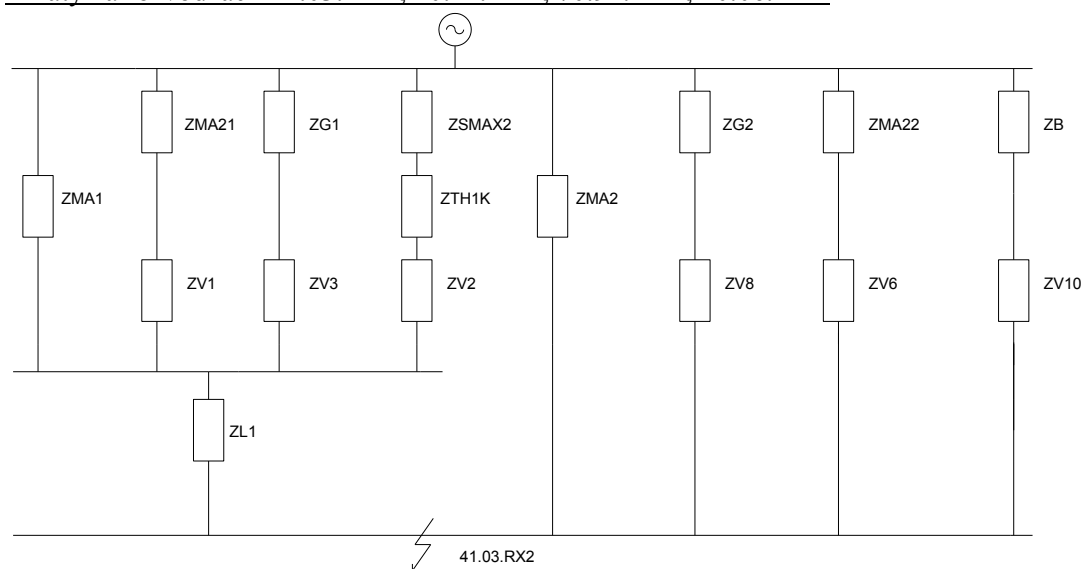 ZMA21
ZG1
ZSMAX2
ZG2
ZMA22
ZB
ZMA1
ZTH1K
ZMA2
ZV1
ZV3
ZV2
ZV8
ZV6
ZV10
ZL1
41.03.RX2